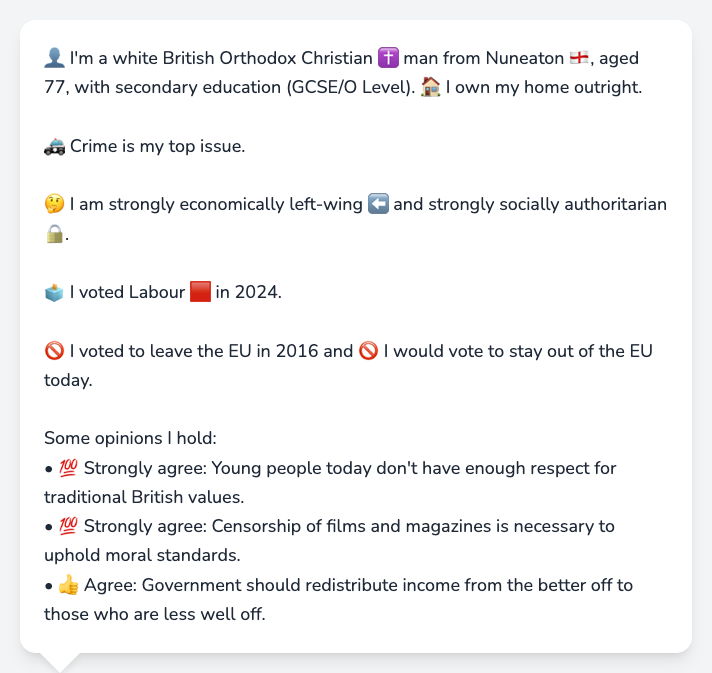 👤 I'm a white British Orthodox Christian ✝️ man from Nuneaton 🏴󠁧󠁢󠁥󠁮󠁧󠁿, aged
77, with secondary education (GCSE/O Level). 🏠 I own my home outright.
🚓 Crime is my top issue.
🤔 I am strongly economically left-wing ⬅️ and strongly socially authoritarian
🔒.
🗳️ I voted Labour 🟥 in 2024.
🚫 I voted to leave the EU in 2016 and 🚫 I would vote to stay out of the EU
today.
Some opinions I hold:
• 💯 Strongly agree: Young people today don't have enough respect for
traditional British values.
• 💯 Strongly agree: Censorship of films and magazines is necessary to
uphold moral standards.
• 👍 Agree: Government should redistribute income from the better off to
those who are less well off.